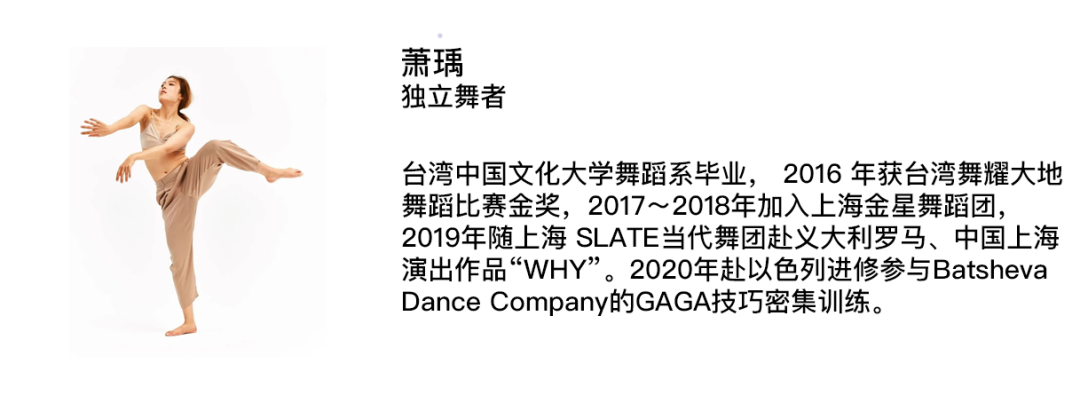 萧瑀
独立舞者
台湾中国文化大学舞蹈系毕业， 2016 年获台湾舞耀大地
舞蹈比赛金奖，2017～2018年加入上海金星舞蹈团，
2019年随上海 SLATE当代舞团赴义大利罗马、中国上海
演出作品“WHY”。2020年赴以色列进修参与Batsheva
Dance Company的GAGA技巧密集训练。